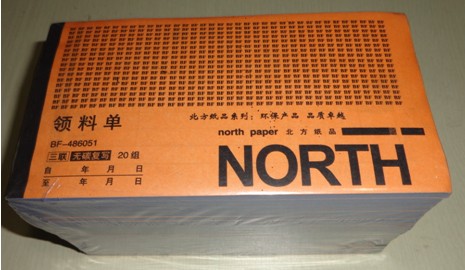 领料单
北方纸品系列：环保产品 品质卓越
north paper 北方纸品
BF-486051
三联 无碳复写 20组
NORTH
自 年 月 日
至 年 月 日